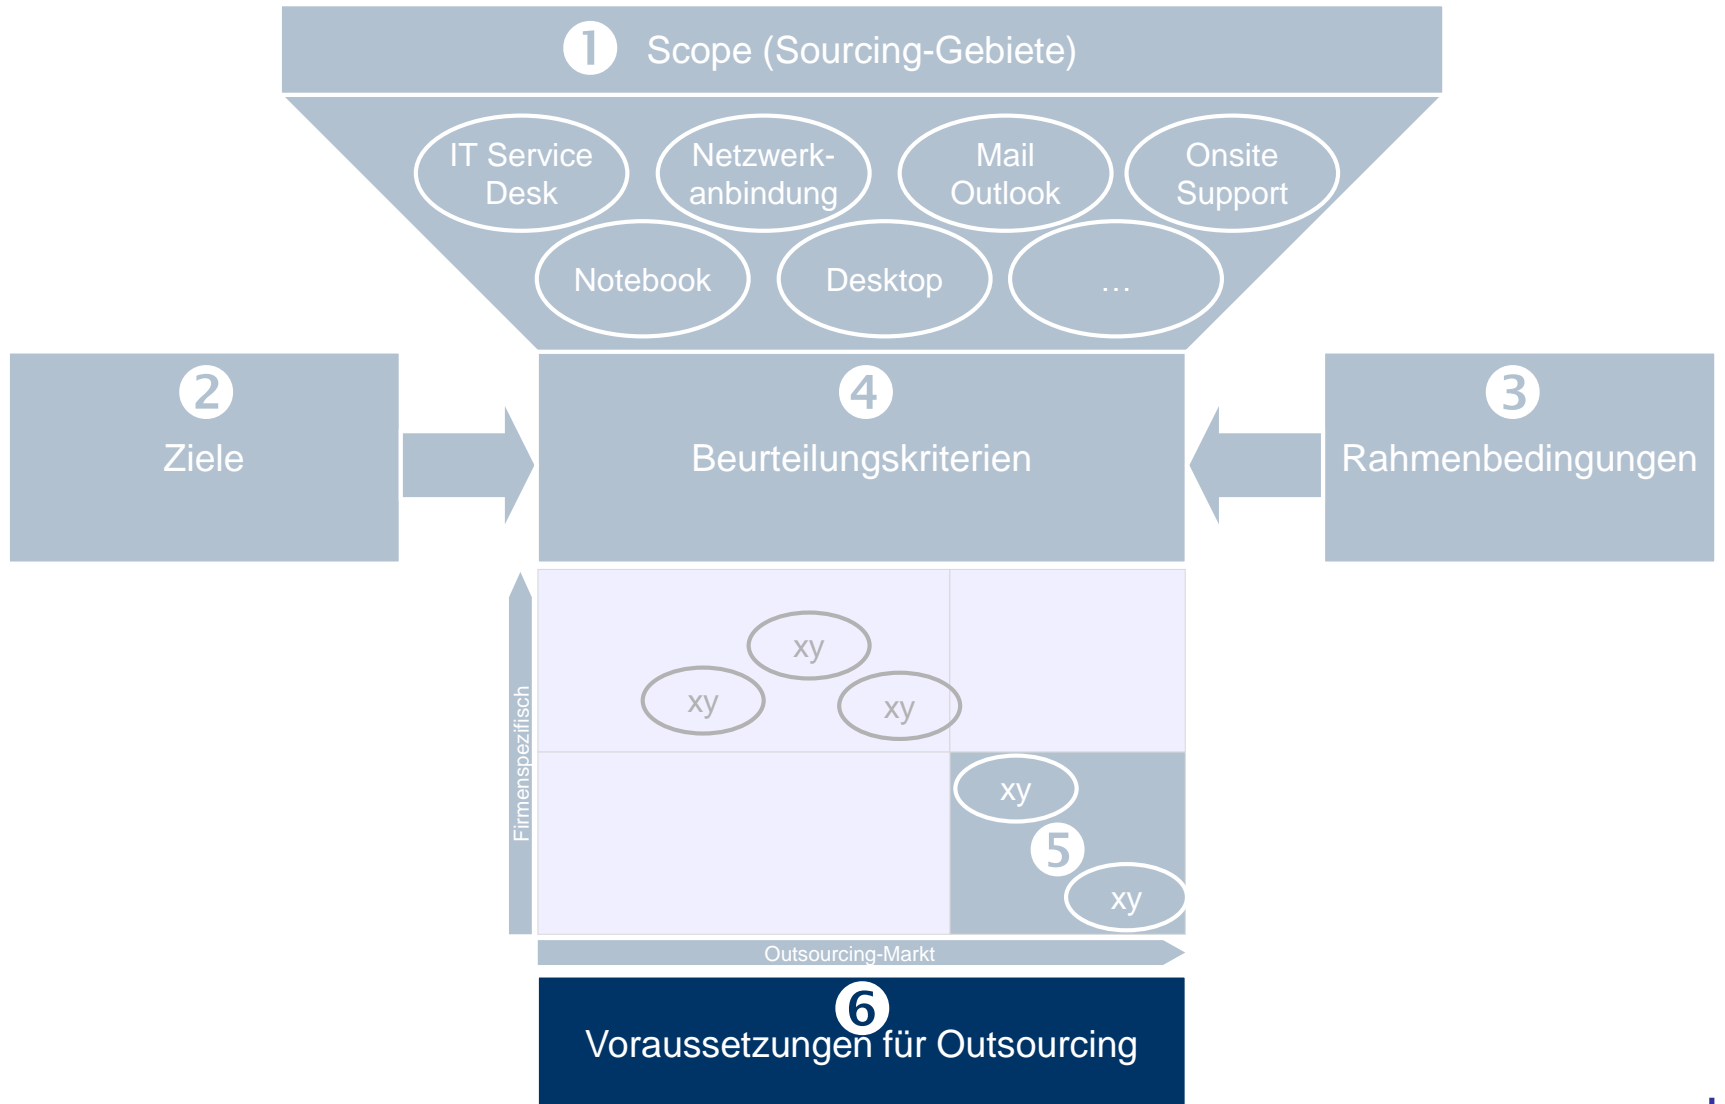 1 Scope (Sourcing-Gebiete)
IT Service
Desk
Netzwerk-
anbindung
Mail
Outlook
Onsite
Support
Notebook
Desktop
…
2
Ziele
4
Beurteilungskriterien
3
Rahmenbedingungen
Firmenspezifisch
xy
xy
xy
xy
5
xy
Outsourcing-Markt
6
Voraussetzungen für Outsourcing